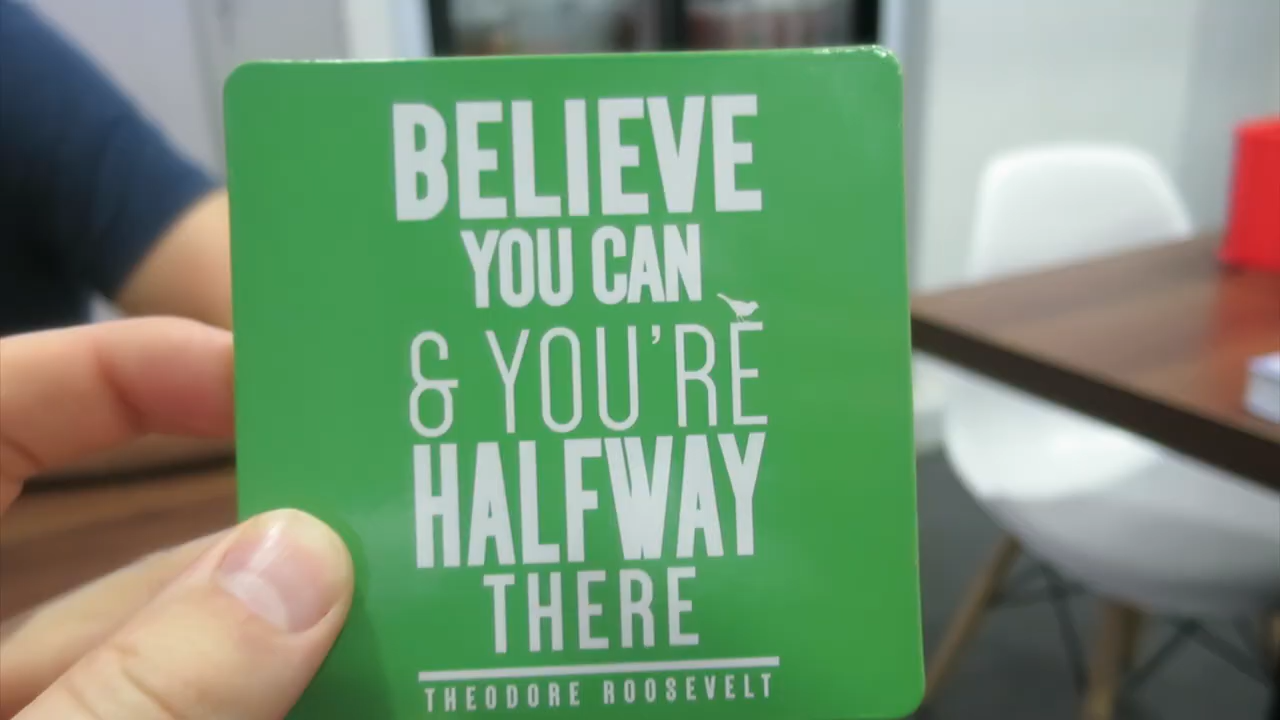 BELIEVE
YOU CAN
& YOU'RE
HALFWAY
THERE
THEODORE ROOSEVELT